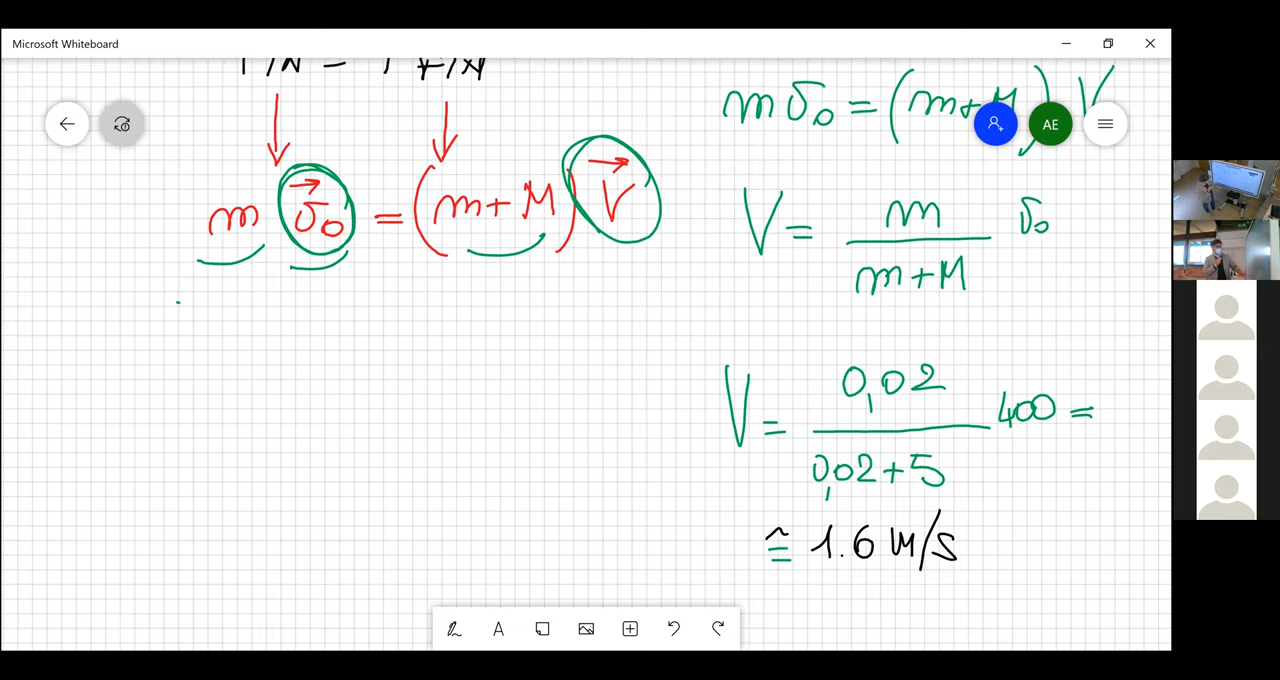 Microsoft Whiteboard
m v⃗₀ = (m+M) V⃗
m v₀ = (m+M) V
V = m / (m+M) v₀
V = 0,02 / (0,02+5) 400 =
≅ 1.6 m/s
AE
A